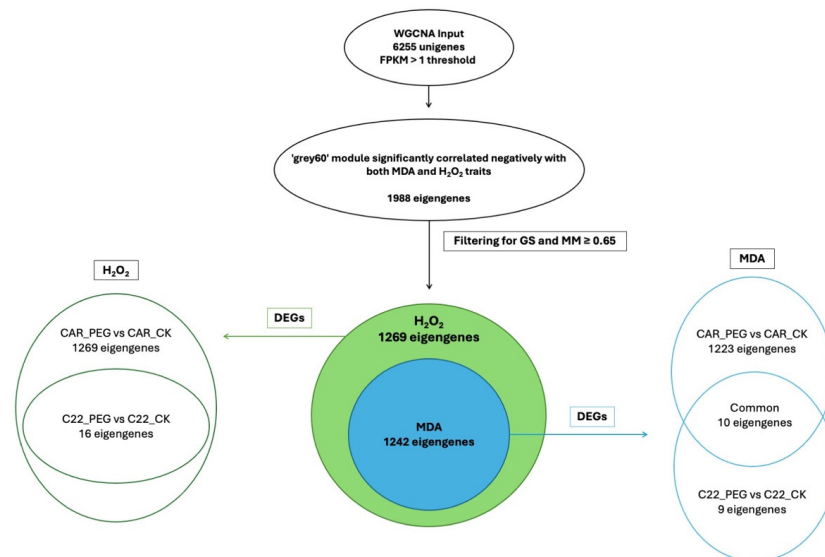 WGCNA Input
6255 unigenes
FPKM > 1 threshold
'grey60' module significantly correlated negatively with
both MDA and H₂O₂ traits
1988 eigengenes
Filtering for GS and MM ≥ 0.65
H₂O₂
CAR_PEG vs CAR_CK
1269 eigengenes
C22_PEG vs C22_CK
16 eigengenes
DEGs
H₂O₂
1269 eigengenes
MDA
1242 eigengenes
DEGs
MDA
CAR_PEG vs CAR_CK
1223 eigengenes
Common
10 eigengenes
C22_PEG vs C22_CK
9 eigengenes